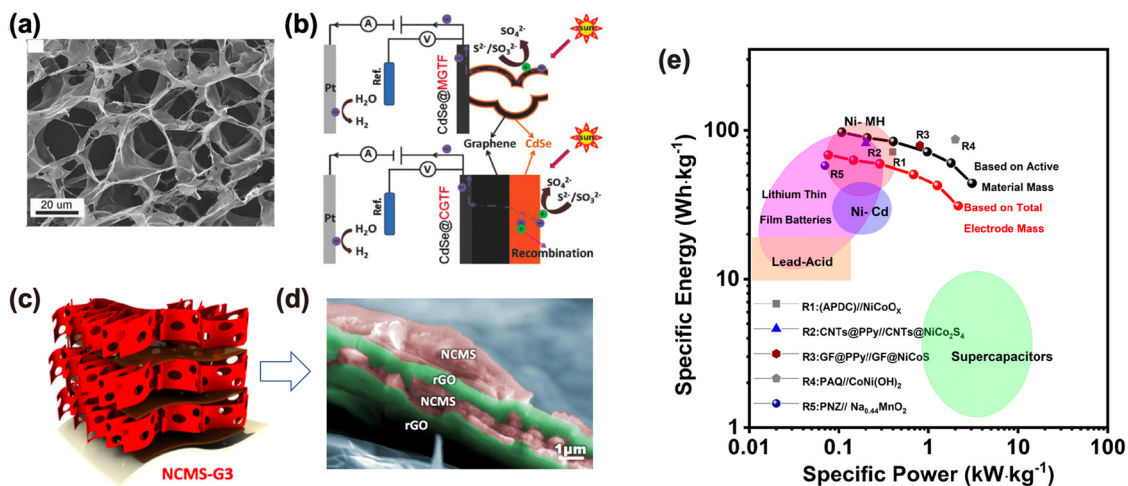 (a)
20 um
(b)
A
V
Pt
H₂O
H₂
Ref.
CdSe@MGTF
SO₄²⁻
S²⁻/SO₃²⁻
sun
Graphene
CdSe
A
V
Pt
H₂O
H₂
Ref.
CdSe@CGTF
sun
SO₄²⁻
S²⁻/SO₃²⁻
Recombination
(c)
NCMS-G3
(d)
NCMS
rGO
NCMS
rGO
1μm
(e)
Specific Energy (Wh·kg⁻¹)
100
10
1
Ni- MH
R3
R4
R2
R1
R5
Based on Active
Material Mass
Lithium Thin
Film Batteries
Ni- Cd
Based on Total
Electrode Mass
Lead-Acid
R1:(APDC)//NiCoOₓ
R2:CNTs@PPy//CNTs@NiCo₂S₄
R3:GF@PPy//GF@NiCoS
R4:PAQ//CoNi(OH)₂
R5:PNZ// Na₀.₄₄MnO₂
Supercapacitors
0.01 0.1 1 10 100
Specific Power (kW·kg⁻¹)